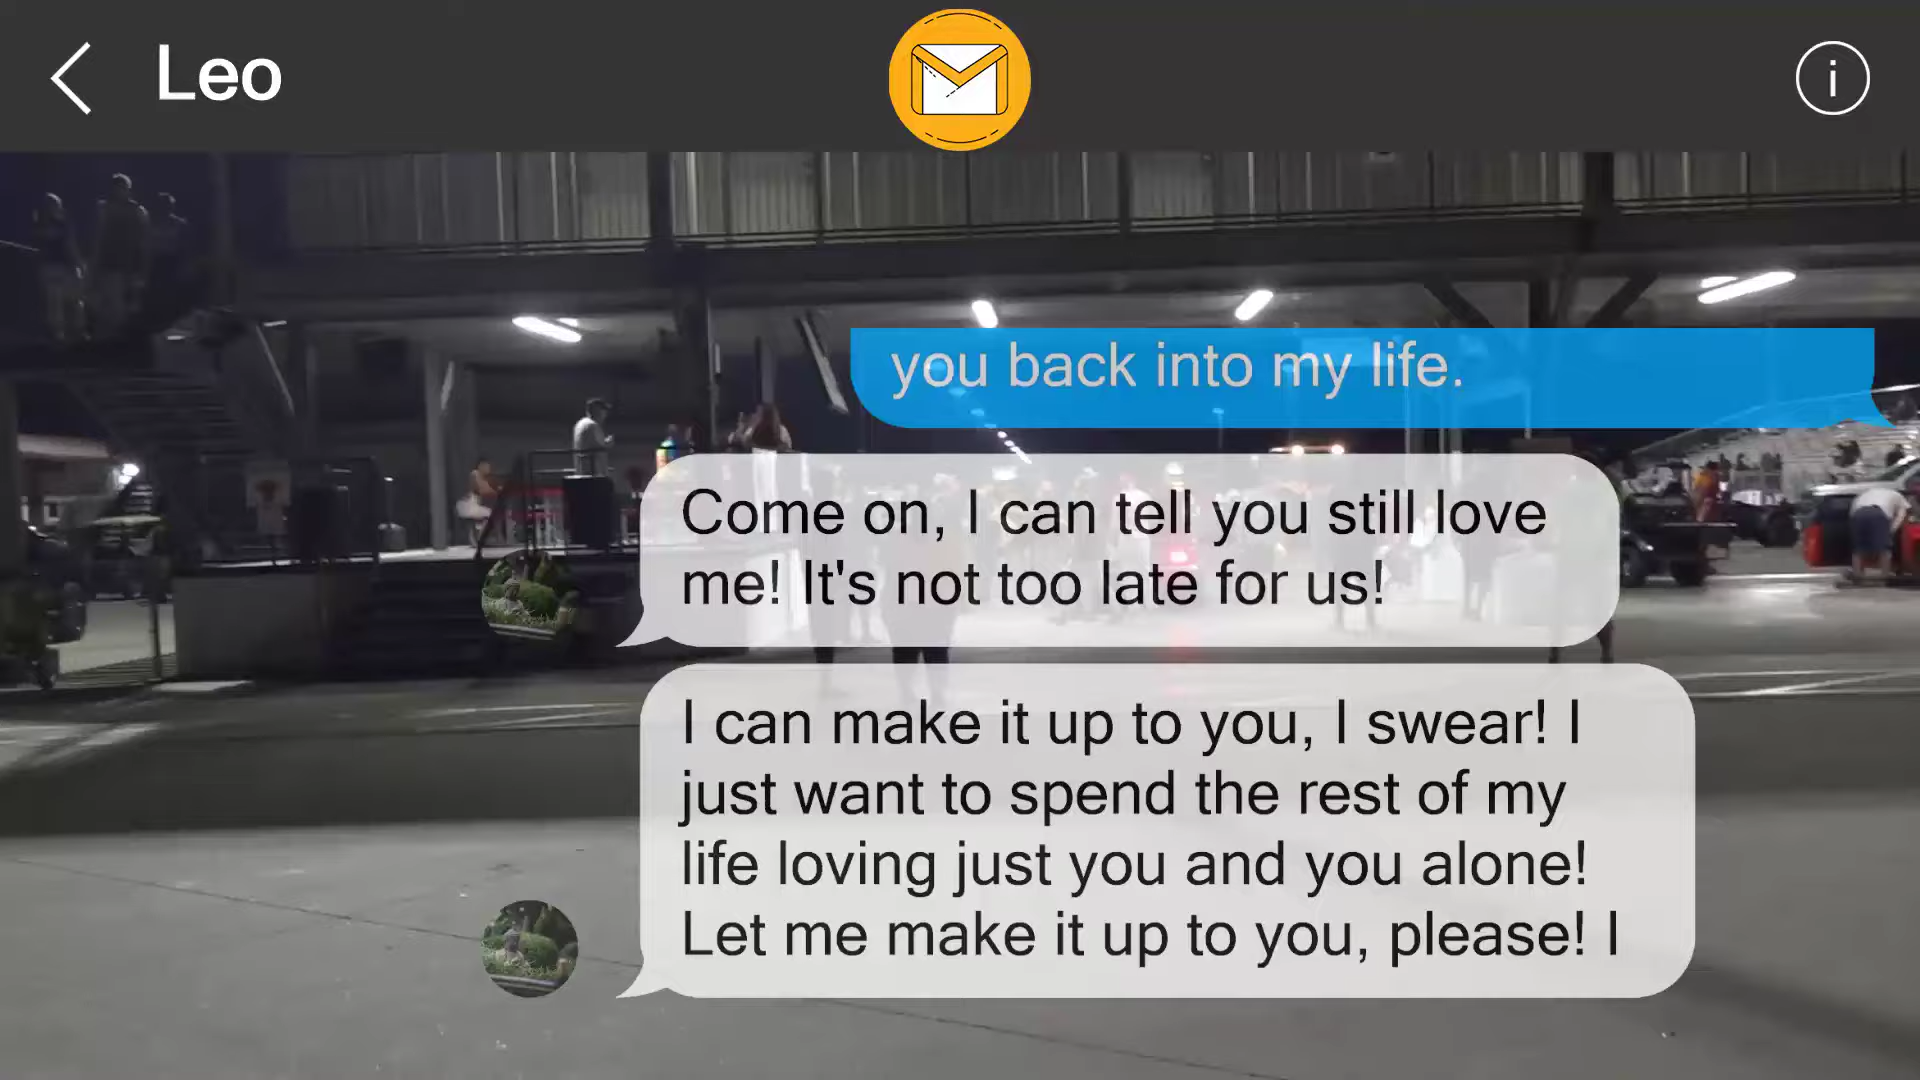 Leo
i
you back into my life.
Come on, I can tell you still love
me! It's not too late for us!
I can make it up to you, I swear! I
just want to spend the rest of my
life loving just you and you alone!
Let me make it up to you, please! I